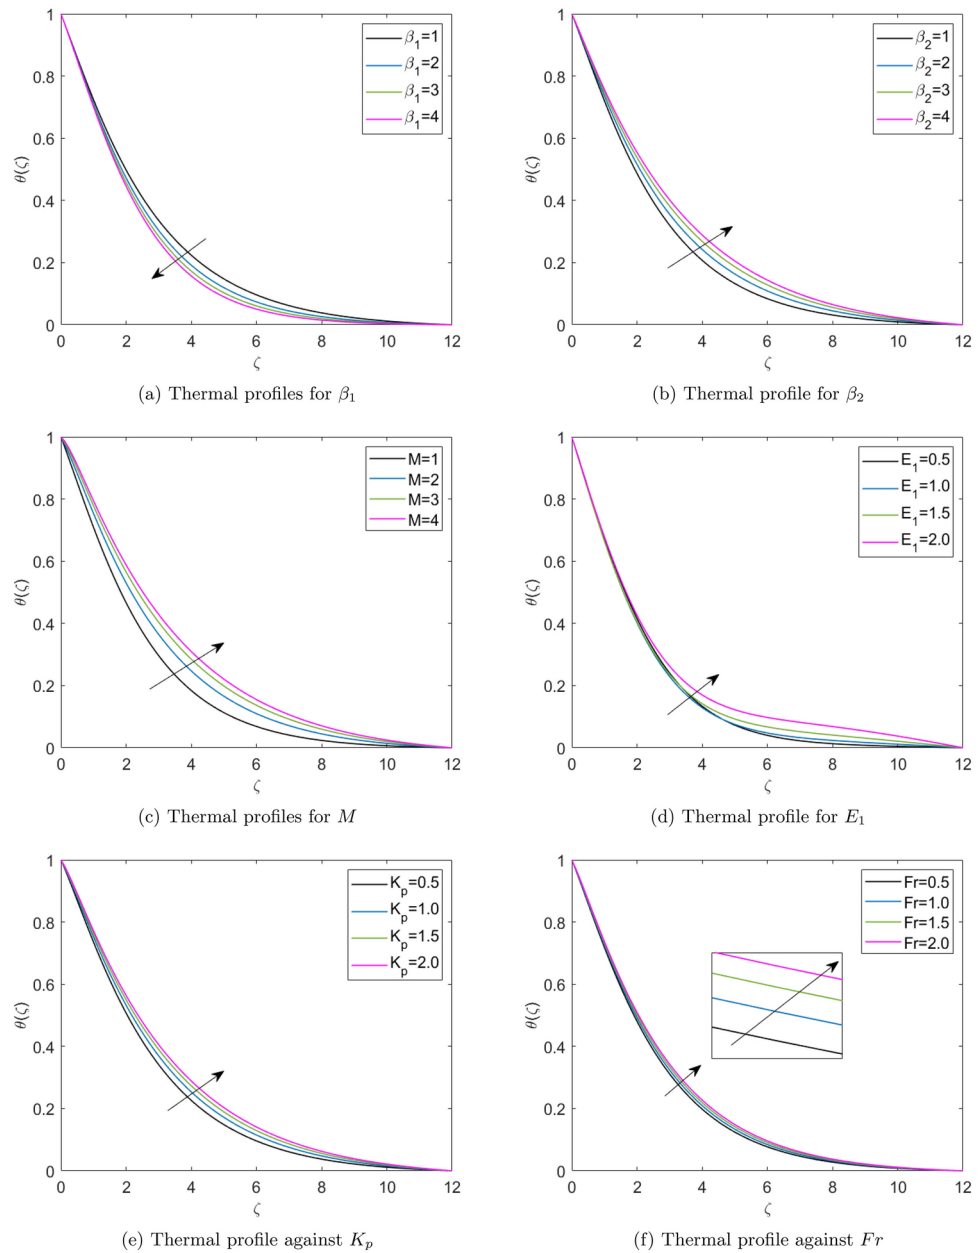 1
0.8
0.6
0.4
0.2
0
θ(ζ)
0 2 4 6 8 10 12
ζ
β₁=1
β₁=2
β₁=3
β₁=4
(a) Thermal profiles for β₁
1
0.8
0.6
0.4
0.2
0
θ(ζ)
0 2 4 6 8 10 12
ζ
β₂=1
β₂=2
β₂=3
β₂=4
(b) Thermal profile for β₂
1
0.8
0.6
0.4
0.2
0
θ(ζ)
0 2 4 6 8 10 12
ζ
M=1
M=2
M=3
M=4
(c) Thermal profiles for M
1
0.8
0.6
0.4
0.2
0
θ(ζ)
0 2 4 6 8 10 12
ζ
E₁=0.5
E₁=1.0
E₁=1.5
E₁=2.0
(d) Thermal profile for E₁
1
0.8
0.6
0.4
0.2
0
θ(ζ)
0 2 4 6 8 10 12
ζ
Kₚ=0.5
Kₚ=1.0
Kₚ=1.5
Kₚ=2.0
(e) Thermal profile against Kₚ
1
0.8
0.6
0.4
0.2
0
θ(ζ)
0 2 4 6 8 10 12
ζ
Fr=0.5
Fr=1.0
Fr=1.5
Fr=2.0
(f) Thermal profile against Fr